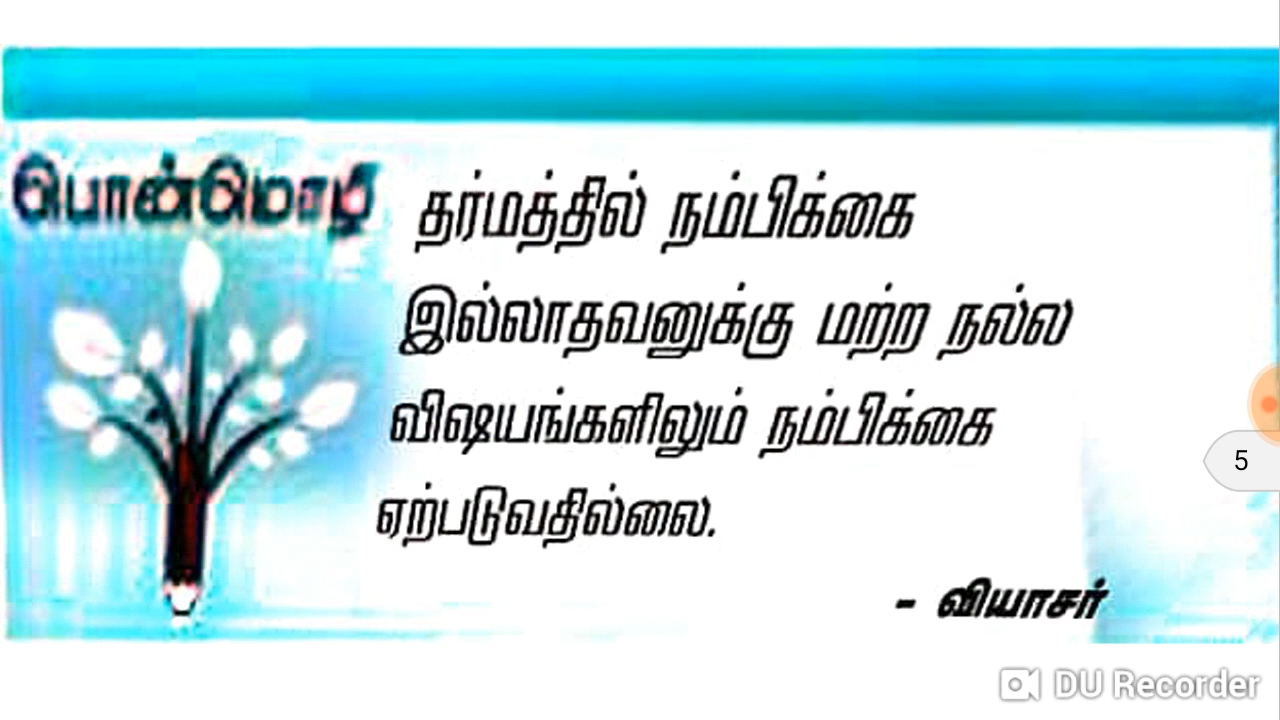 பொன்மொழி
தர்மத்தில் நம்பிக்கை
இல்லாதவனுக்கு மற்ற நல்ல
விஷயங்களிலும் நம்பிக்கை
ஏற்படுவதில்லை.
- வியாசர்
5
DU Recorder